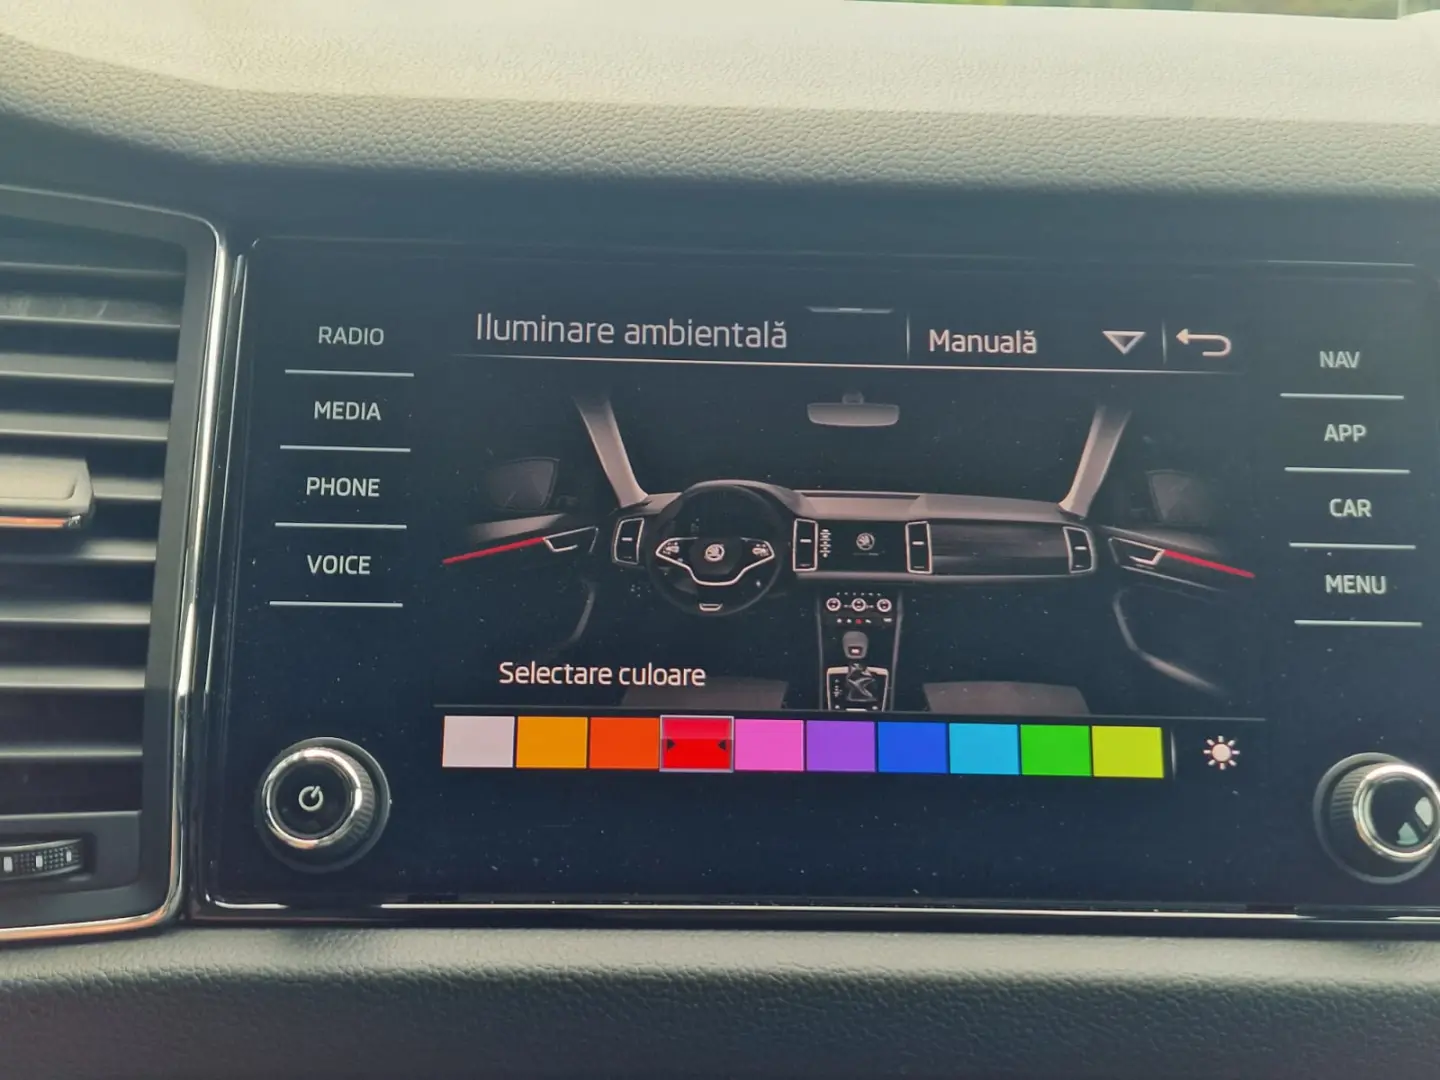 RADIO
MEDIA
PHONE
VOICE
Iluminare ambientală
Manuală
Selectare culoare
NAV
APP
CAR
MENU